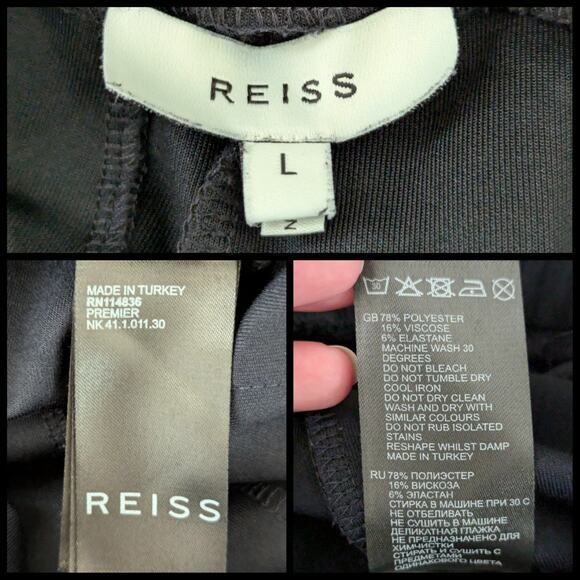 REISS
L
Z
MADE IN TURKEY
RN114836
PREMIER
NK 41.1.011.30
REISS
30
GB 78% POLYESTER
16% VISCOSE
6% ELASTANE
MACHINE WASH 30
DEGREES
DO NOT BLEACH
DO NOT TUMBLE DRY
COOL IRON
DO NOT DRY CLEAN
WASH AND DRY WITH
SIMILAR COLOURS
DO NOT RUB ISOLATED
STAINS
RESHAPE WHILST DAMP
MADE IN TURKEY
RU 78% ПОЛИЭСТЕР
16% ВИСКОЗА
6% ЭЛАСТАН
СТИРКА В МАШИНЕ ПРИ 30 С
НЕ ОТБЕЛИВАТЬ
НЕ СУШИТЬ В МАШИНЕ
ДЕЛИКАТНАЯ ГЛАЖКА
НЕ ПРЕДНАЗНАЧЕНО ДЛЯ
ХИМЧИСТКИ
СТИРАТЬ И СУШИТЬ С
ОДИНАКОВОГО ЦВЕТА